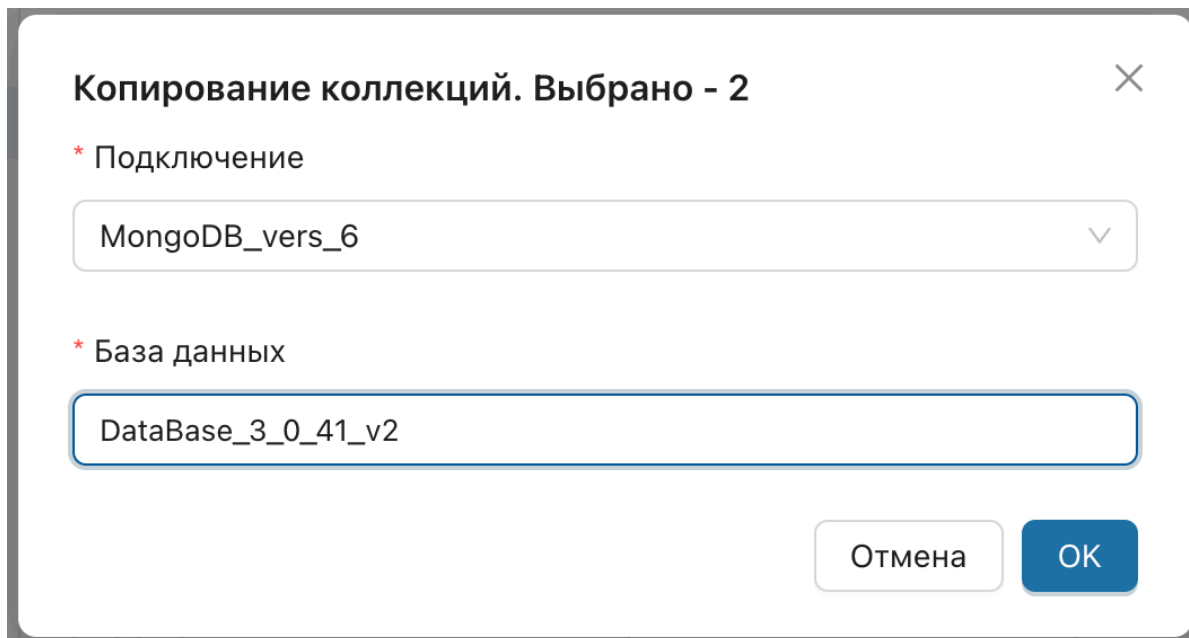 Копирование коллекций. Выбрано - 2
* Подключение
MongoDB_vers_6
* База данных
DataBase_3_0_41_v2
Отмена
OK